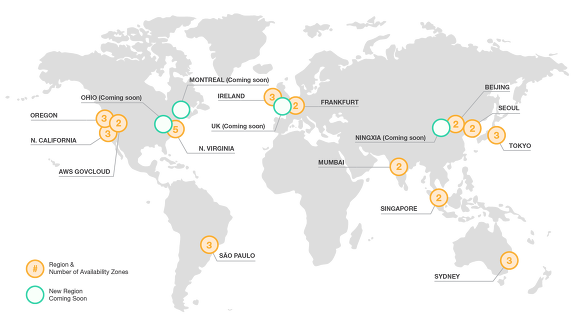 MONTREAL (Coming soon)
OHIO (Coming soon)
IRELAND
3
2
FRANKFURT
BEIJING
SEOUL
OREGON
3
2
5
UK (Coming soon)
2
2
3
N. CALIFORNIA
3
NINGXIA (Coming soon)
TOKYO
N. VIRGINIA
AWS GOVCLOUD
MUMBAI
2
SINGAPORE
2
3
SÃO PAULO
3
SYDNEY
#
Region &
Number of Availability Zones
New Region
Coming Soon